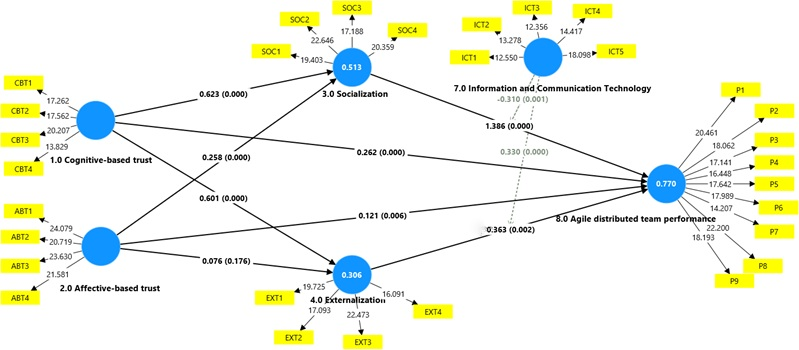 SOC3
SOC2
17.188
SOC4
22.646
SOC1
20.359
19.403
0.513
3.0 Socialization
ICT3
ICT2
ICT4
12.356
13.278
14.417
ICT1
12.550
18.098
ICT5
7.0 Information and Communication Technology
-0.310 (0.001)
CBT1
17.262
CBT2
17.562
CBT3
20.207
13.829
CBT4
1.0 Cognitive-based trust
0.623 (0.000)
0.258 (0.000)
0.262 (0.000)
0.601 (0.000)
0.121 (0.006)
0.076 (0.176)
1.386 (0.000)
0.330 (0.000)
0.363 (0.002)
ABT1
24.079
ABT2
20.719
ABT3
23.630
21.581
ABT4
2.0 Affective-based trust
0.306
4.0 Externalization
19.725
EXT1
16.091
17.093
22.473
EXT4
EXT2
EXT3
0.770
8.0 Agile distributed team performance
P1
20.461
P2
18.062
P3
17.141
P4
16.448
17.642
P5
17.989
P6
14.207
P7
22.200
18.193
P8
P9